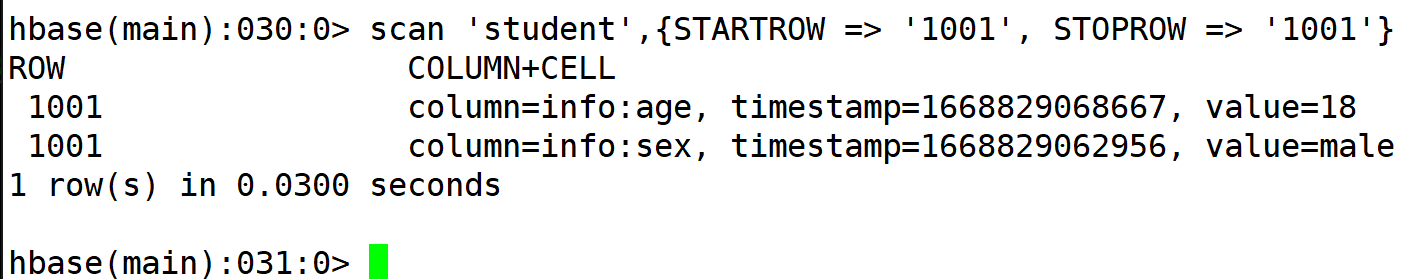 hbase(main):030:0> scan 'student',{STARTROW => '1001', STOPROW => '1001'}
ROW                  COLUMN+CELL
 1001                column=info:age, timestamp=1668829068667, value=18
 1001                column=info:sex, timestamp=1668829062956, value=male
1 row(s) in 0.0300 seconds

hbase(main):031:0>